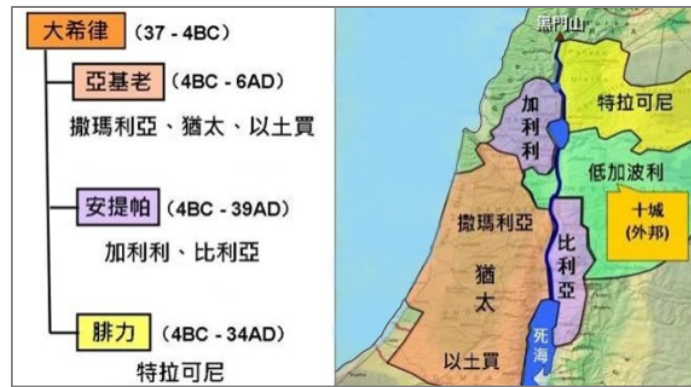 大希律 (37 - 4BC)
亞基老 (4BC - 6AD)
撒瑪利亞、猶太、以土買
安提帕 (4BC - 39AD)
加利利、比利亞
腓力 (4BC - 34AD)
特拉可尼
黑門山
加利利
特拉可尼
低加波利
十城
(外邦)
撒瑪利亞
比利亞
猶太
死海
以土買